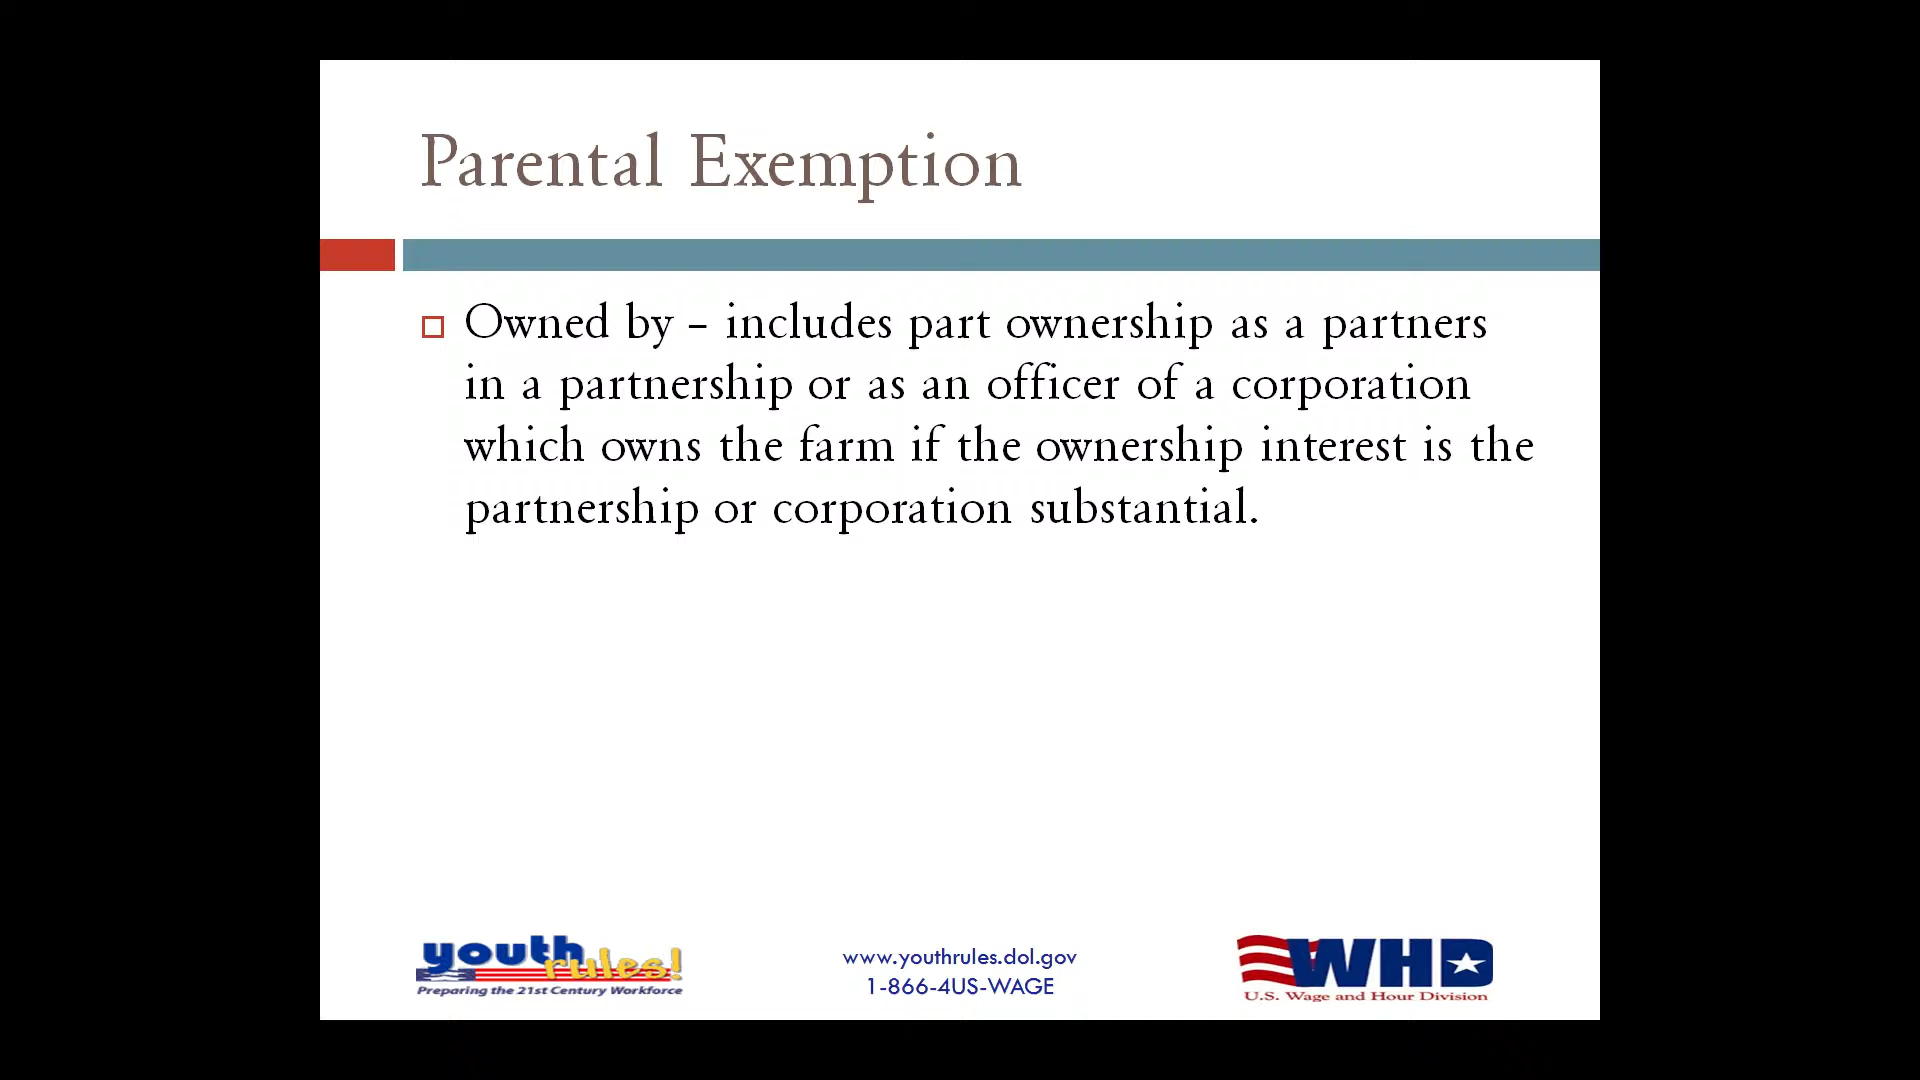 Parental Exemption
Owned by – includes part ownership as a partners
in a partnership or as an officer of a corporation
which owns the farm if the ownership interest is the
partnership or corporation substantial.
youth rules!
Preparing the 21st Century Workforce
www.youthrules.dol.gov
1-866-4US-WAGE
WHD
U.S. Wage and Hour Division